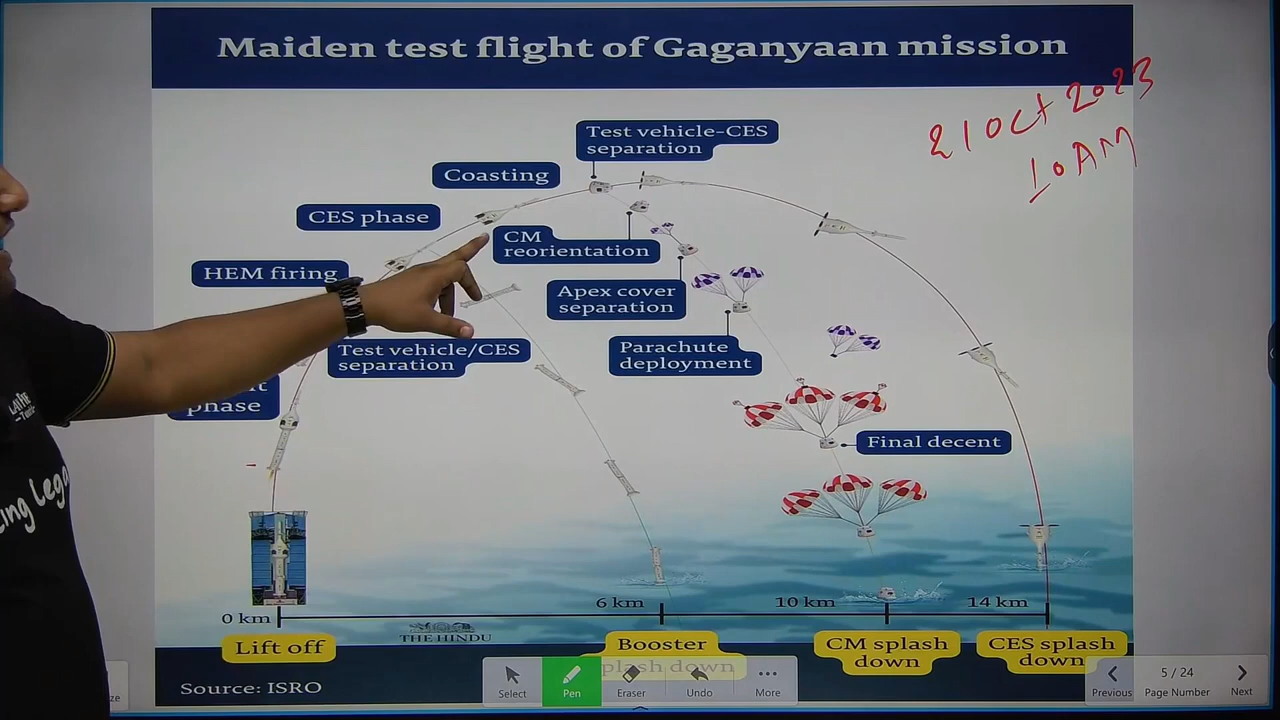 Maiden test flight of Gaganyaan mission
21 Oct 2023
10 AM
Test vehicle-CES
separation
Coasting
CES phase
CM
reorientation
HEM firing
Apex cover
separation
Test vehicle/CES
separation
Parachute
deployment
phase
Final decent
0 km
6 km
10 km
14 km
THE HINDU
Lift off
Booster
splash down
CM splash
down
CES splash
down
Source: ISRO
Select
Pen
Eraser
Undo
More
Previous
5 / 24
Page Number
Next